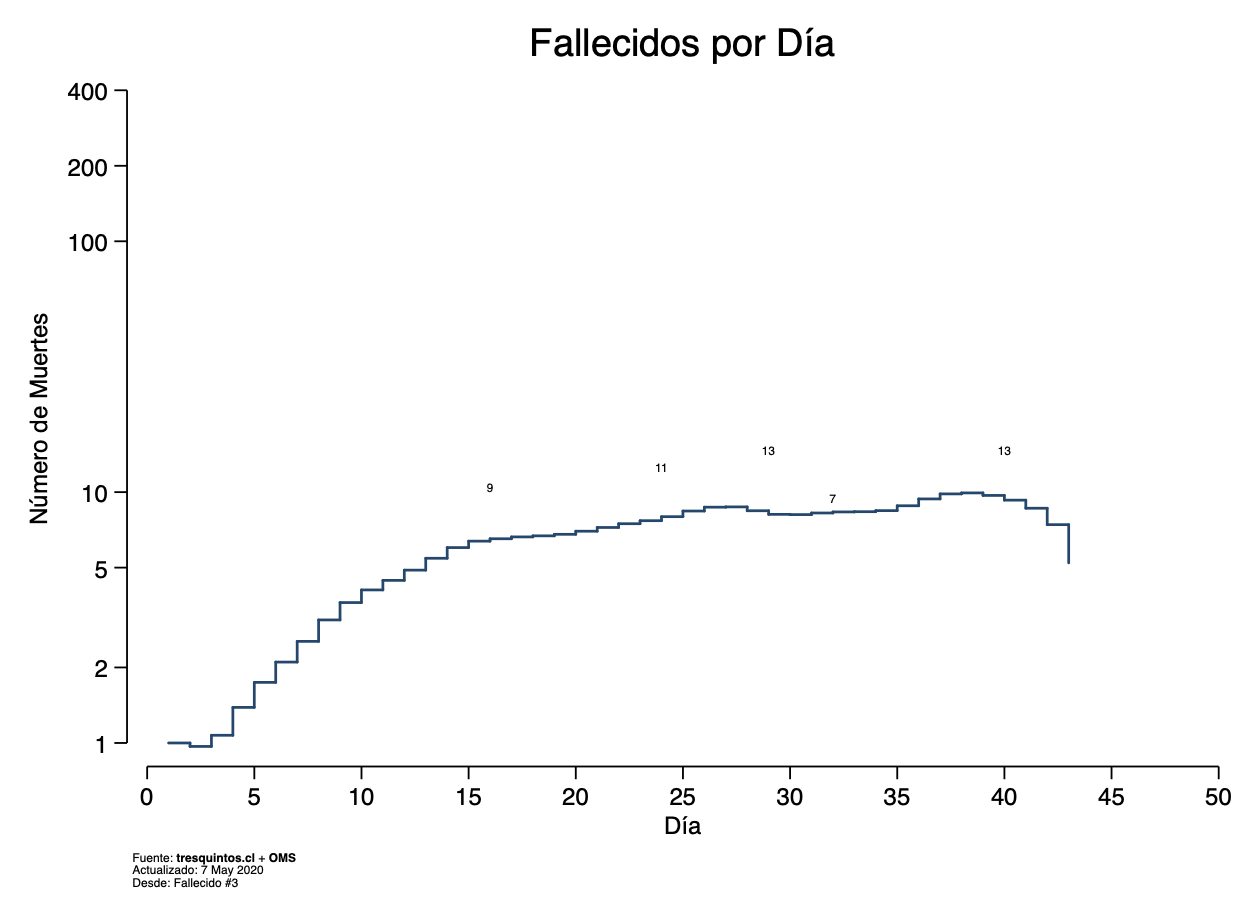 Fallecidos por Día
400
200
100
10
5
2
1
Número de Muertes
9
11
13
7
13
0 5 10 15 20 25 30 35 40 45 50
Día
Fuente: tresquintos.cl + OMS
Actualizado: 7 May 2020
Desde: Fallecido #3